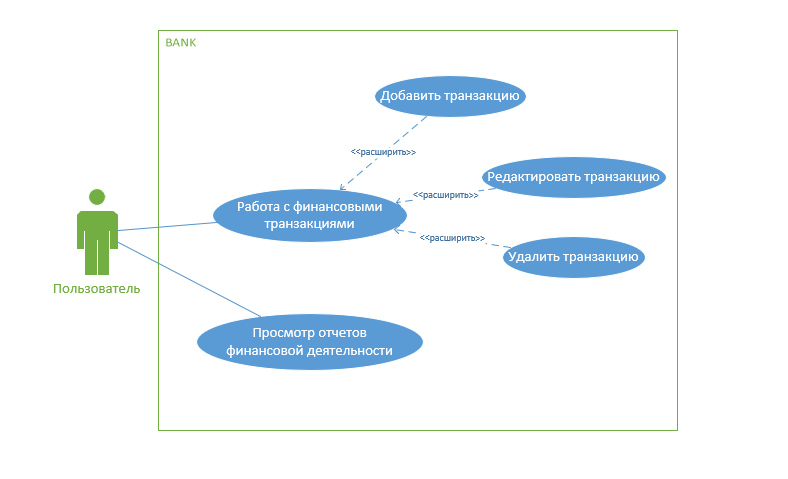 BANK
Добавить транзакцию
<<расширить>>
Редактировать транзакцию
<<расширить>>
Работа с финансовыми
транзакциями
<<расширить>>
Удалить транзакцию
Пользователь
Просмотр отчетов
финансовой деятельности